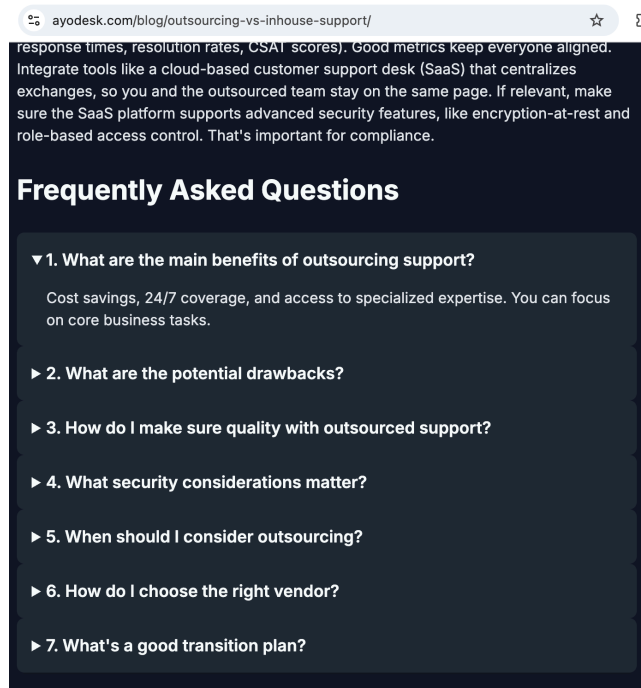 ayodesk.com/blog/outsourcing-vs-inhouse-support/
response times, resolution rates, CSAT scores). Good metrics keep everyone aligned.
Integrate tools like a cloud-based customer support desk (SaaS) that centralizes
exchanges, so you and the outsourced team stay on the same page. If relevant, make
sure the SaaS platform supports advanced security features, like encryption-at-rest and
role-based access control. That's important for compliance.
Frequently Asked Questions
▼1. What are the main benefits of outsourcing support?
Cost savings, 24/7 coverage, and access to specialized expertise. You can focus
on core business tasks.
▶ 2. What are the potential drawbacks?
▶ 3. How do I make sure quality with outsourced support?
▶ 4. What security considerations matter?
▶ 5. When should I consider outsourcing?
▶ 6. How do I choose the right vendor?
▶ 7. What's a good transition plan?